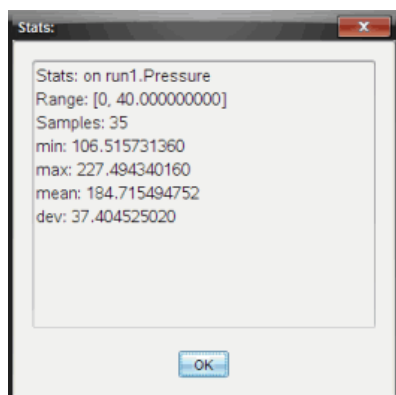 Stats:
Stats: on run1.Pressure
Range: [0, 40.000000000]
Samples: 35
min: 106.515731360
max: 227.494340160
mean: 184.715494752
dev: 37.404525020
OK